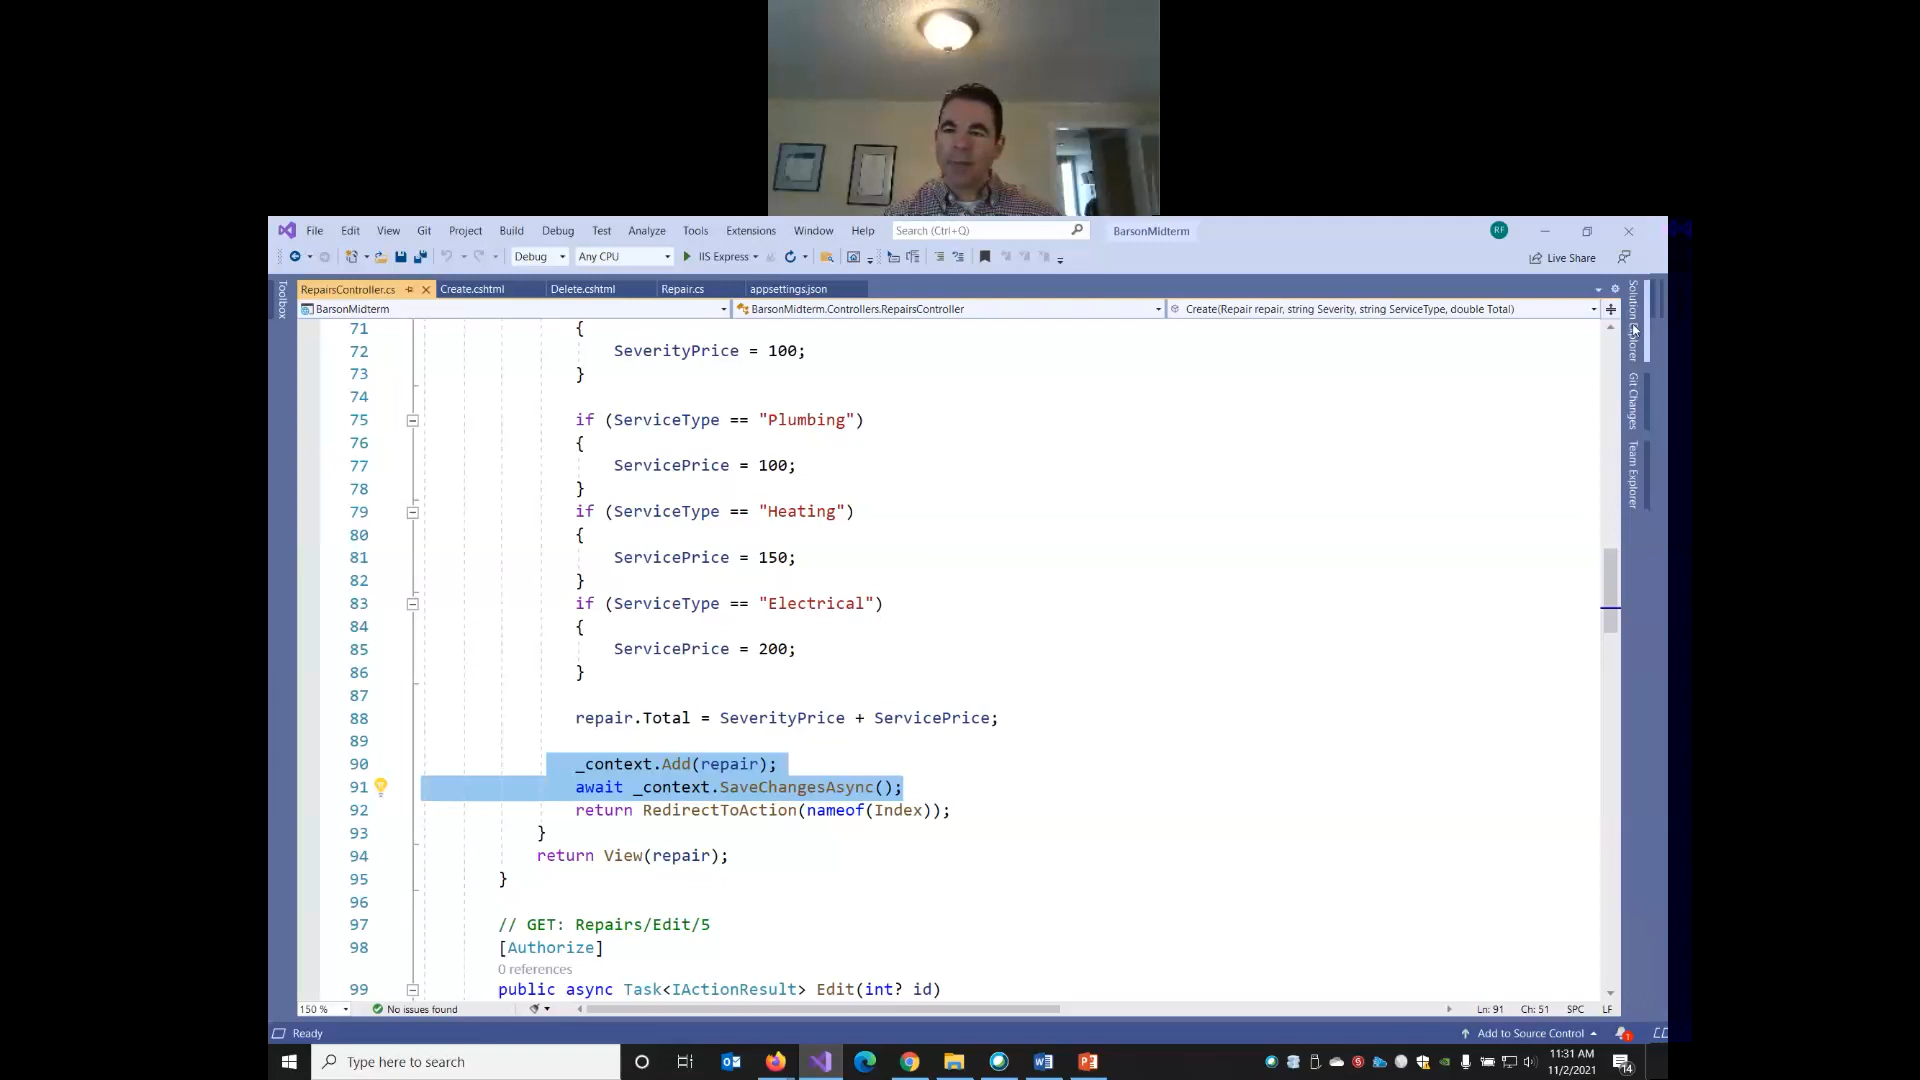 File Edit View Git Project Build Debug Test Analyze Tools Extensions Window Help Search (Ctrl+Q) BarsonMidterm RF
Debug Any CPU IIS Express Live Share
RepairsController.cs Create.cshtml Delete.cshtml Repair.cs appsettings.json
BarsonMidterm BarsonMidterm.Controllers.RepairsController Create(Repair repair, string Severity, string ServiceType, double Total)
Toolbox
Solution Explorer
Git Changes
Team Explorer
71 {
72 SeverityPrice = 100;
73 }
74
75 if (ServiceType == "Plumbing")
76 {
77 ServicePrice = 100;
78 }
79 if (ServiceType == "Heating")
80 {
81 ServicePrice = 150;
82 }
83 if (ServiceType == "Electrical")
84 {
85 ServicePrice = 200;
86 }
87
88 repair.Total = SeverityPrice + ServicePrice;
89
90 _context.Add(repair);
91 await _context.SaveChangesAsync();
92 return RedirectToAction(nameof(Index));
93 }
94 return View(repair);
95 }
96
97 // GET: Repairs/Edit/5
98 [Authorize]
0 references
99 public async Task<IActionResult> Edit(int? id)
150 % No issues found Ln: 91 Ch: 51 SPC LF
Ready Add to Source Control 1
Type here to search 11:31 AM
11/2/2021 14